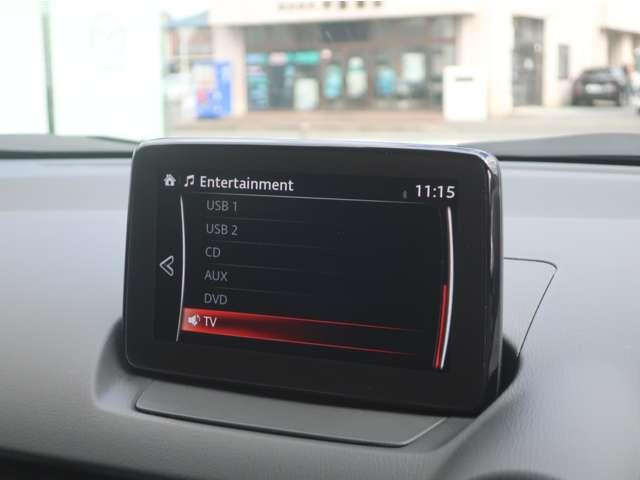 Entertainment
11:15
USB 1
USB 2
CD
AUX
DVD
TV